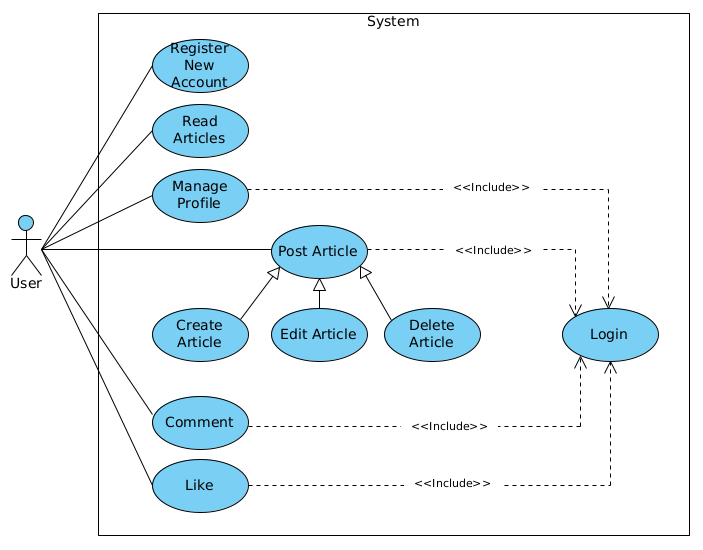 System
Register
New
Account
Read
Articles
Manage
Profile
<<Include>>
User
Post Article
<<Include>>
Create
Article
Edit Article
Delete
Article
Login
Comment
<<Include>>
Like
<<Include>>